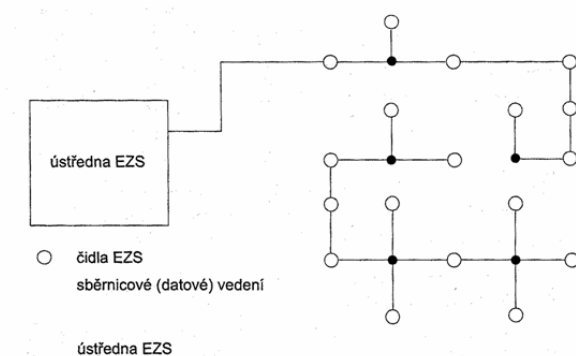 ústředna EZS
čidla EZS
sběrnicové (datové) vedení
ústředna EZS